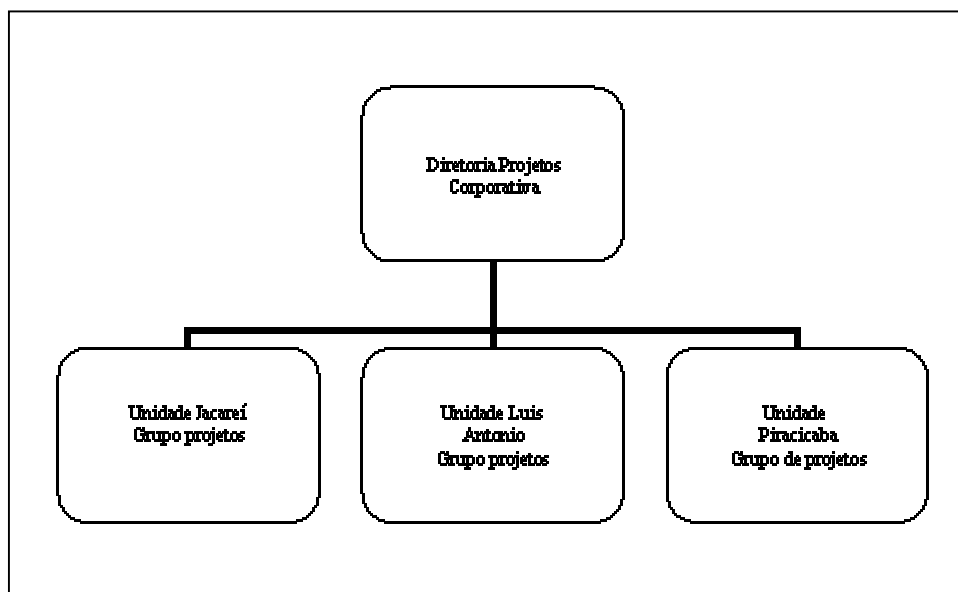 Diretoria Projetos
Corporativa
Unidade Jacareí
Grupo projetos
Unidade Luis
Antonio
Grupo projetos
Unidade
Piracicaba
Grupo de projetos